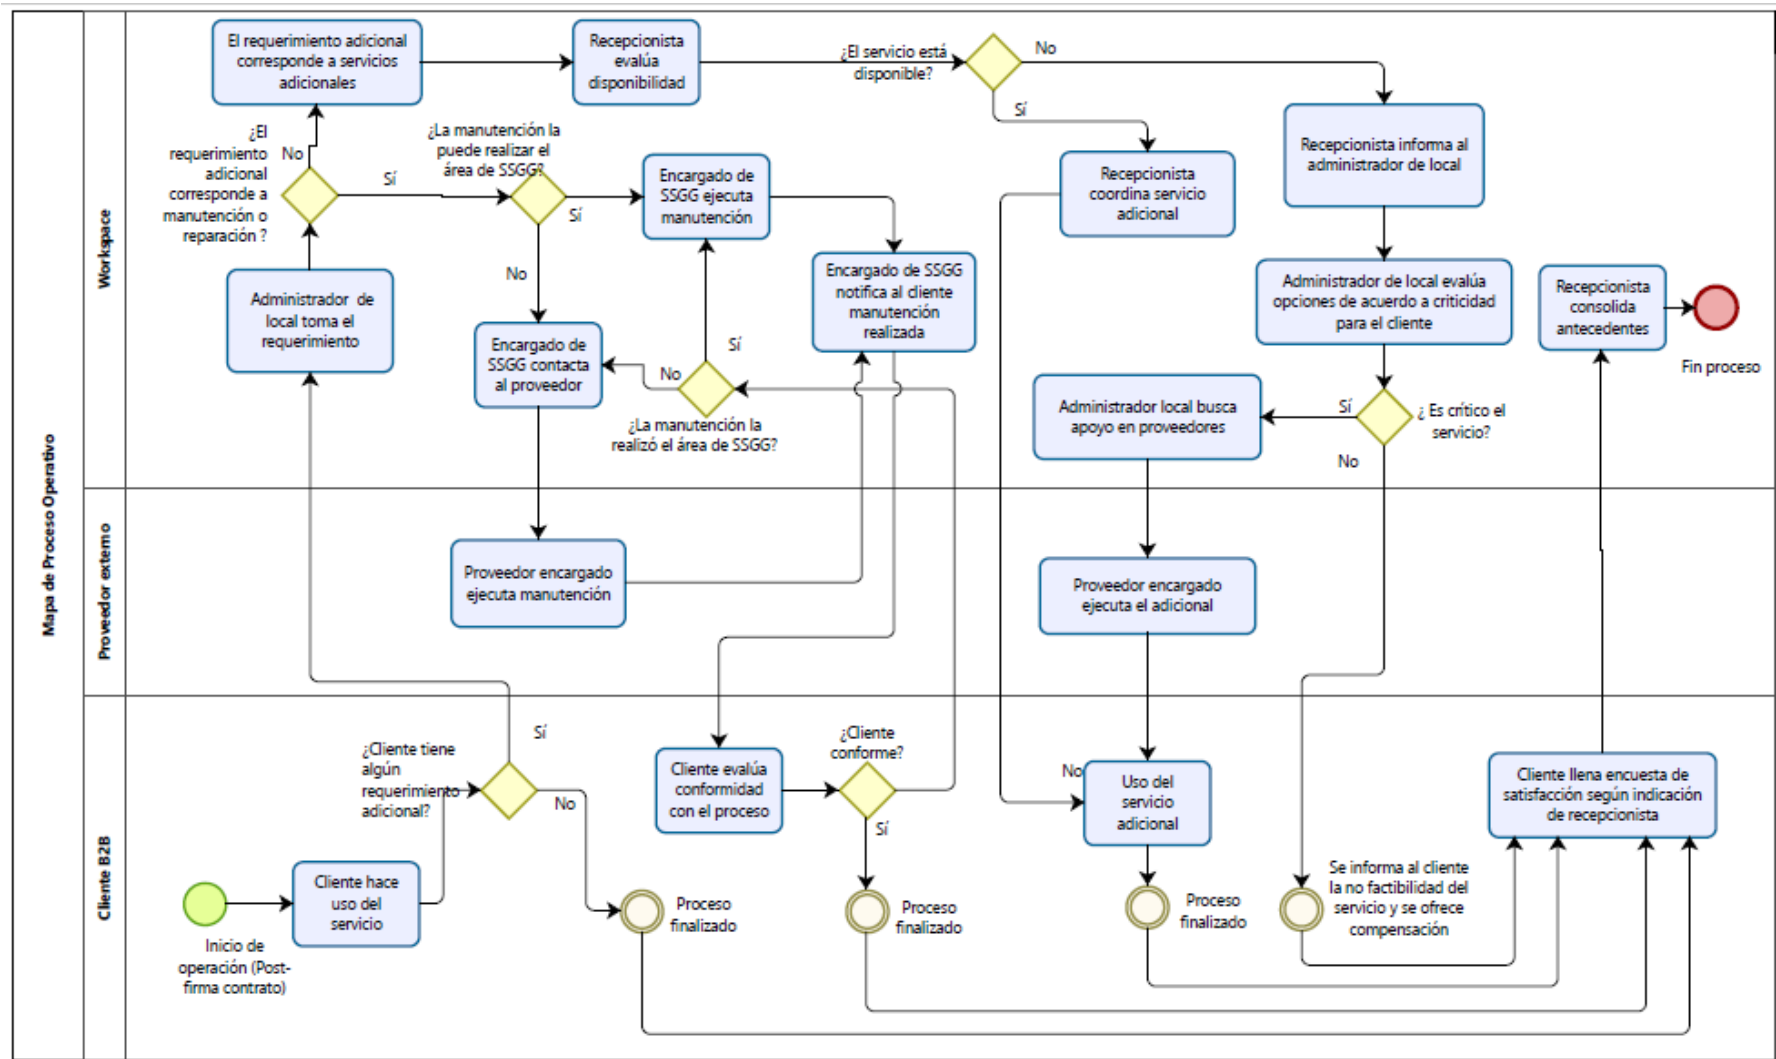 Mapa de Proceso Operativo
Workspace
El requerimiento adicional
corresponde a servicios
adicionales
Recepcionista
evalúa
disponibilidad
¿El servicio está
disponible?
No
Sí
¿El
requerimiento
adicional
corresponde a
manutención o
reparación ?
No
Sí
¿La manutención la
puede realizar el
área de SSGG?
Sí
No
Encargado de
SSGG ejecuta
manutención
Recepcionista
coordina servicio
adicional
Recepcionista informa al
administrador de local
Administrador de
local toma el
requerimiento
Encargado de SSGG
notifica al cliente
manutención
realizada
Administrador de local evalúa
opciones de acuerdo a criticidad
para el cliente
Recepcionista
consolida
antecedentes
Fin proceso
Encargado de
SSGG contacta
al proveedor
No
Sí
¿La manutención la
realizó el área de SSGG?
Administrador local busca
apoyo en proveedores
Sí
¿ Es crítico el
servicio?
No
Proveedor externo
Proveedor encargado
ejecuta manutención
Proveedor encargado
ejecuta el adicional
Cliente B2B
¿Cliente tiene
algún
requerimiento
adicional?
Sí
No
Cliente evalúa
conformidad
con el proceso
¿Cliente
conforme?
Sí
No
Uso del
servicio
adicional
Cliente llena encuesta de
satisfacción según indicación
de recepcionista
Cliente hace
uso del
servicio
Inicio de
operación (Post-
firma contrato)
Proceso
finalizado
Proceso
finalizado
Proceso
finalizado
Se informa al cliente
la no factibilidad del
servicio y se ofrece
compensación